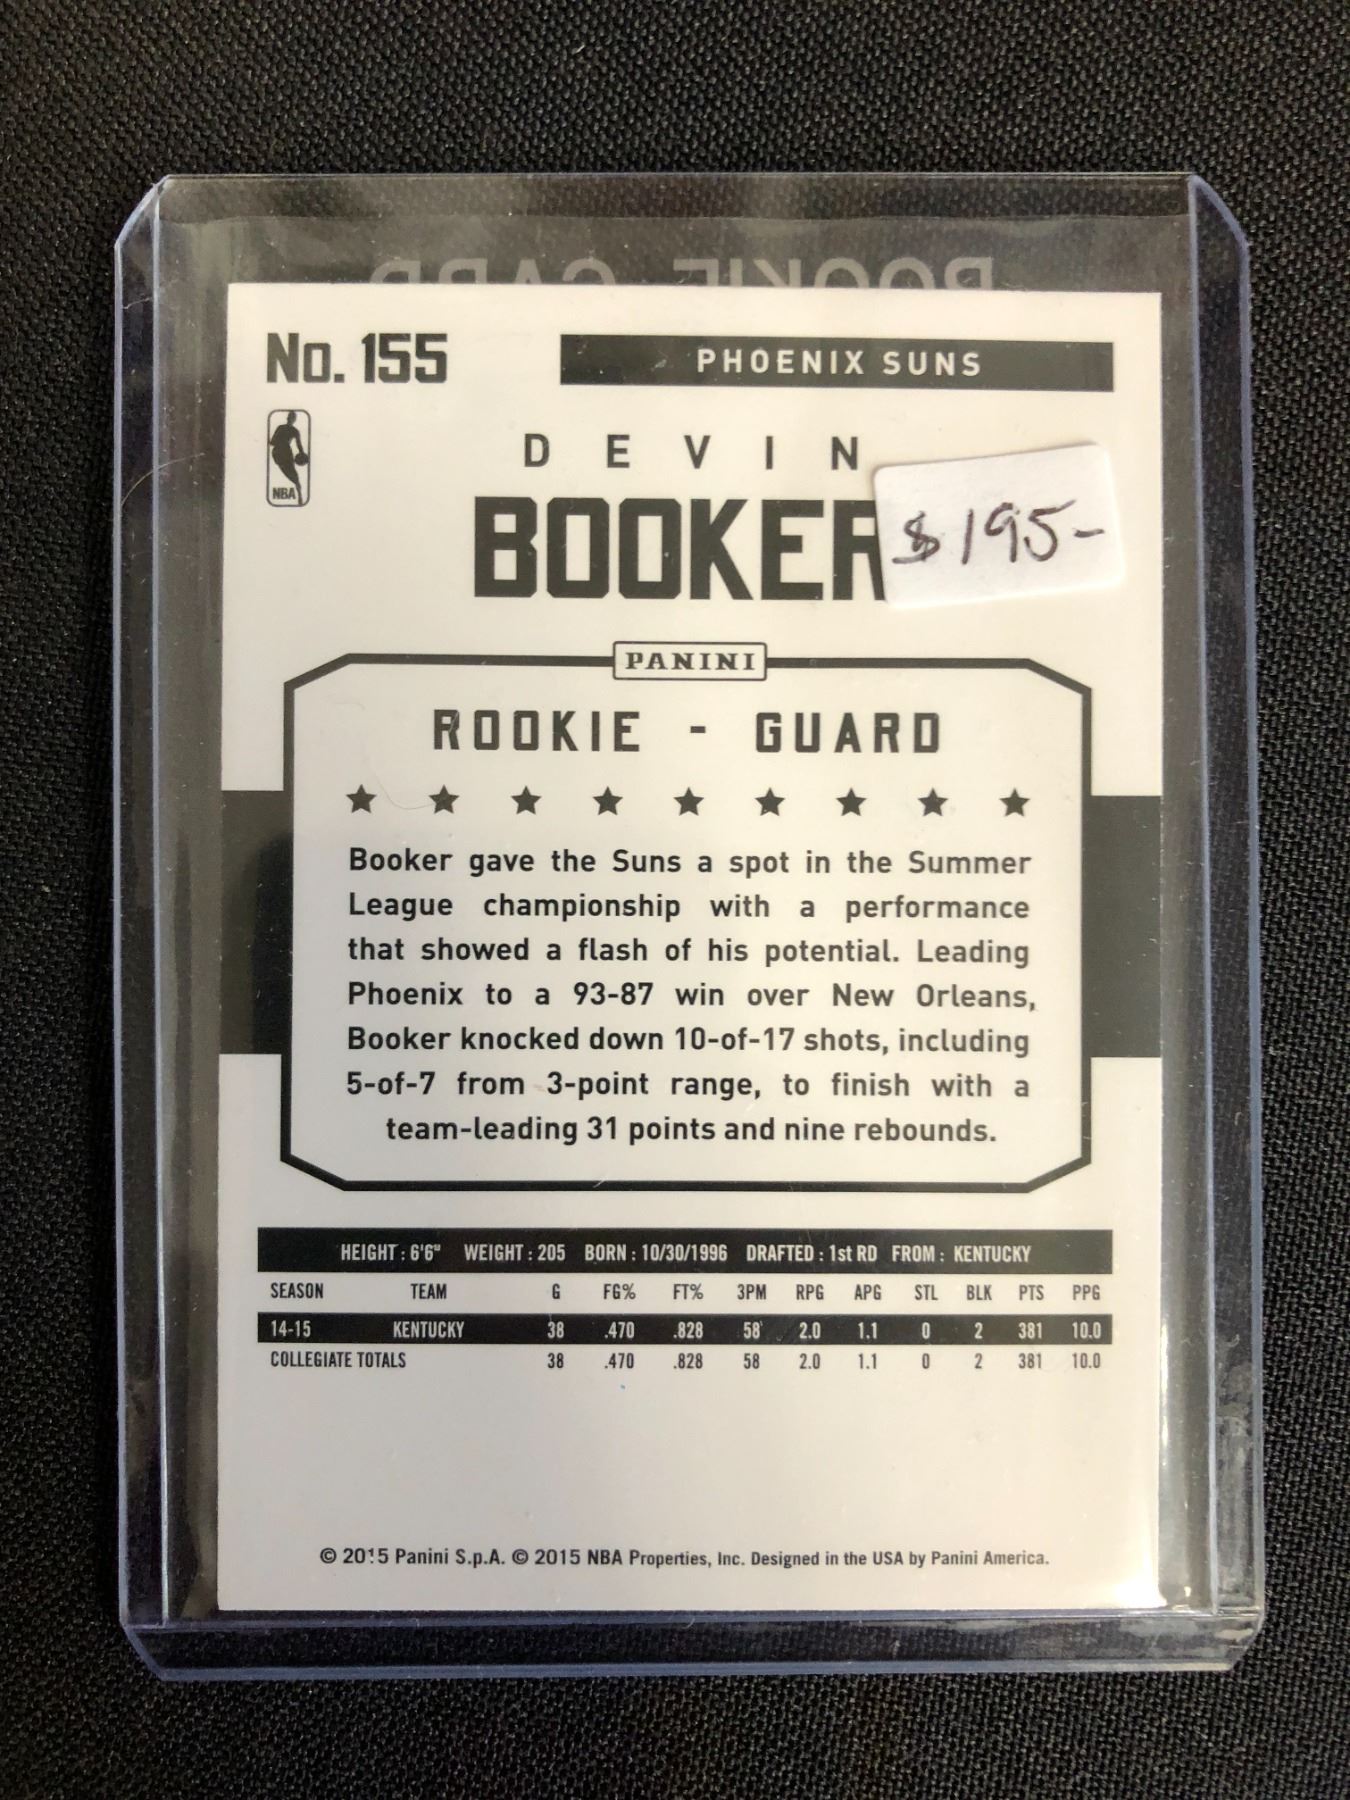 ROOKIE CARD
No. 155
PHOENIX SUNS
NBA
DEVIN
BOOKER
$195-
PANINI
ROOKIE - GUARD
Booker gave the Suns a spot in the Summer
League championship with a performance
that showed a flash of his potential. Leading
Phoenix to a 93-87 win over New Orleans,
Booker knocked down 10-of-17 shots, including
5-of-7 from 3-point range, to finish with a
team-leading 31 points and nine rebounds.
HEIGHT : 6'6" WEIGHT : 205 BORN : 10/30/1996 DRAFTED : 1st RD FROM : KENTUCKY
SEASON TEAM G FG% FT% 3PM RPG APG STL BLK PTS PPG
14-15 KENTUCKY 38 .470 .828 58 2.0 1.1 0 2 381 10.0
COLLEGIATE TOTALS 38 .470 .828 58 2.0 1.1 0 2 381 10.0
© 2015 Panini S.p.A. © 2015 NBA Properties, Inc. Designed in the USA by Panini America.